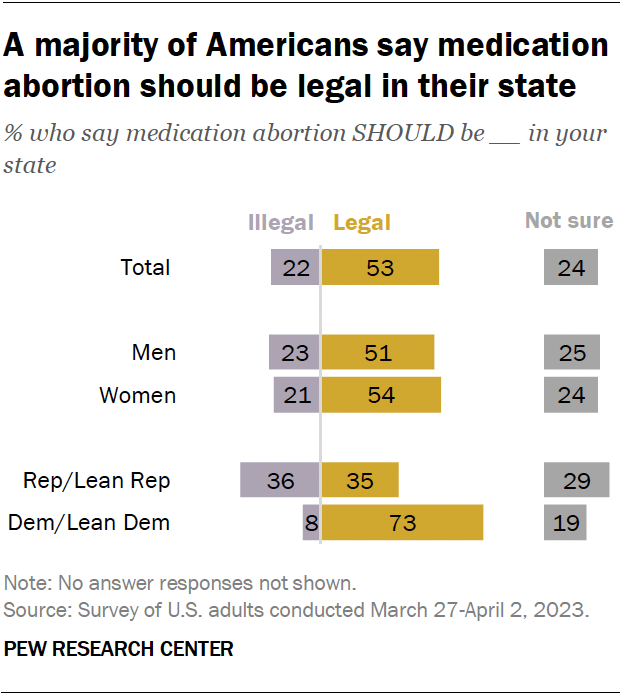 A majority of Americans say medication
abortion should be legal in their state
% who say medication abortion SHOULD be __ in your
state
Illegal Legal Not sure
Total 22 53 24
Men 23 51 25
Women 21 54 24
Rep/Lean Rep 36 35 29
Dem/Lean Dem 8 73 19
Note: No answer responses not shown.
Source: Survey of U.S. adults conducted March 27-April 2, 2023.
PEW RESEARCH CENTER